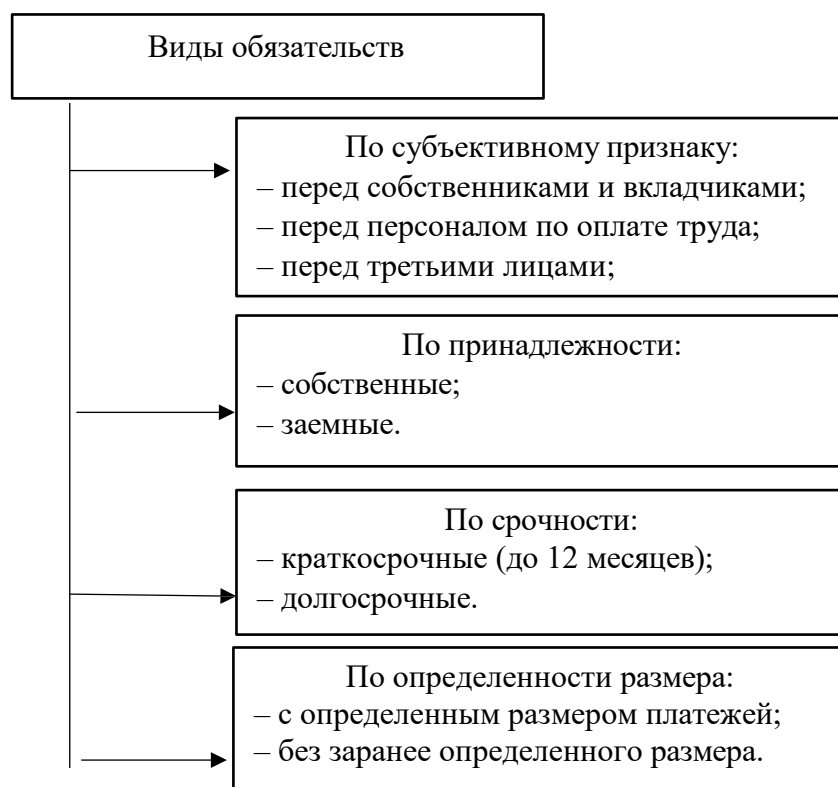 Виды обязательств
По субъективному признаку:
– перед собственниками и вкладчиками;
– перед персоналом по оплате труда;
– перед третьими лицами;
По принадлежности:
– собственные;
– заемные.
По срочности:
– краткосрочные (до 12 месяцев);
– долгосрочные.
По определенности размера:
– с определенным размером платежей;
– без заранее определенного размера.